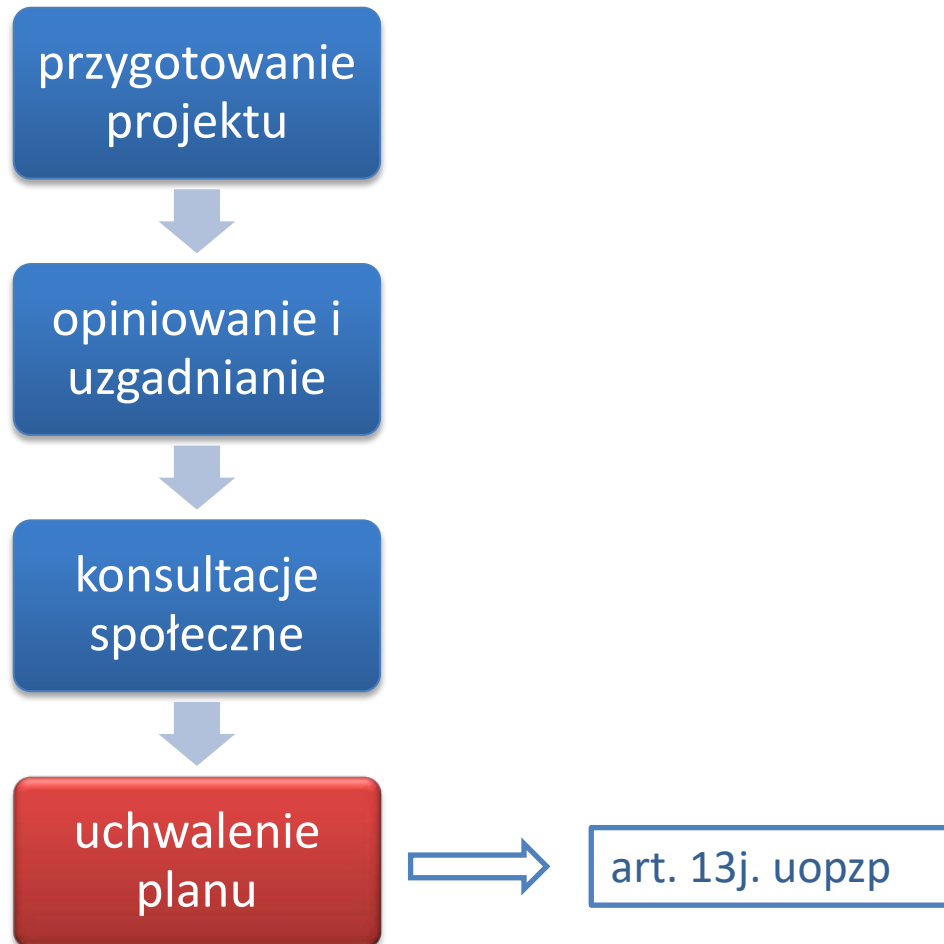 przygotowanie
projektu
opiniowanie i
uzgadnianie
konsultacje
społeczne
uchwalenie
planu
art. 13j. uopzp